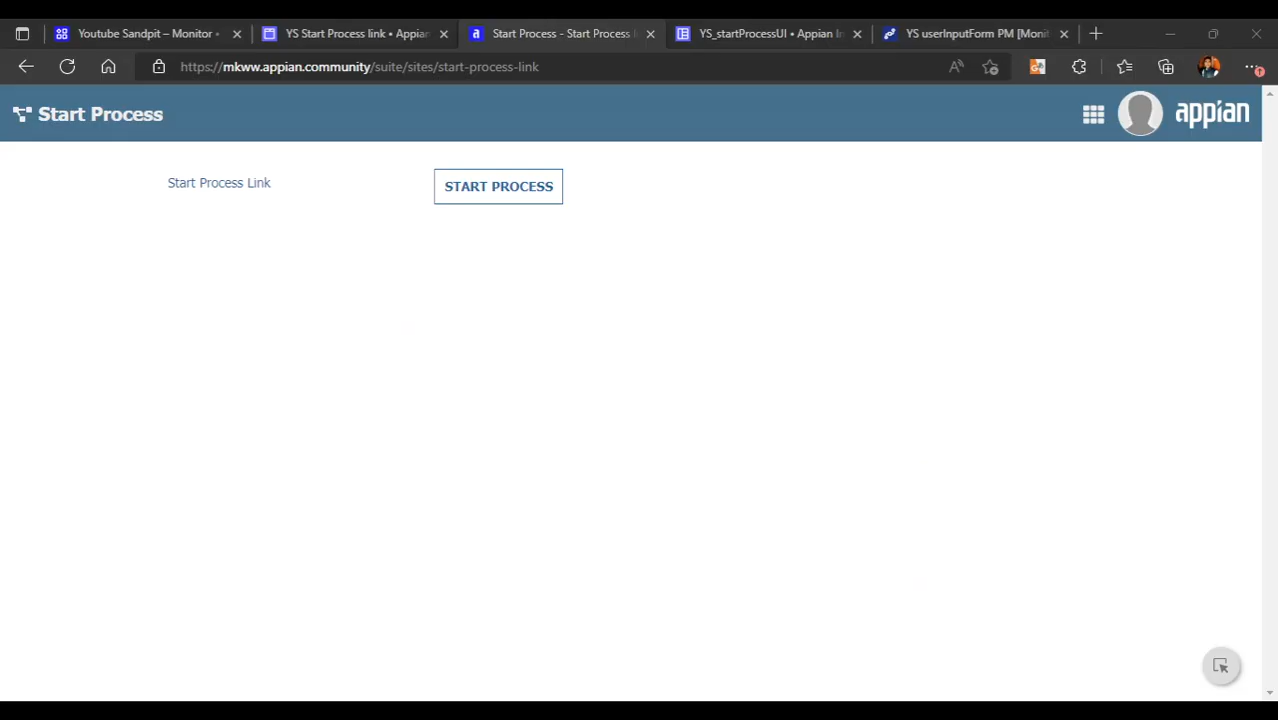 Youtube Sandpit – Monitor •
YS Start Process link • Appian
Start Process - Start Process l
YS_startProcessUI • Appian In
YS userInputForm PM [Monit
https://mkww.appian.community/suite/sites/start-process-link
Start Process
appian
Start Process Link
START PROCESS